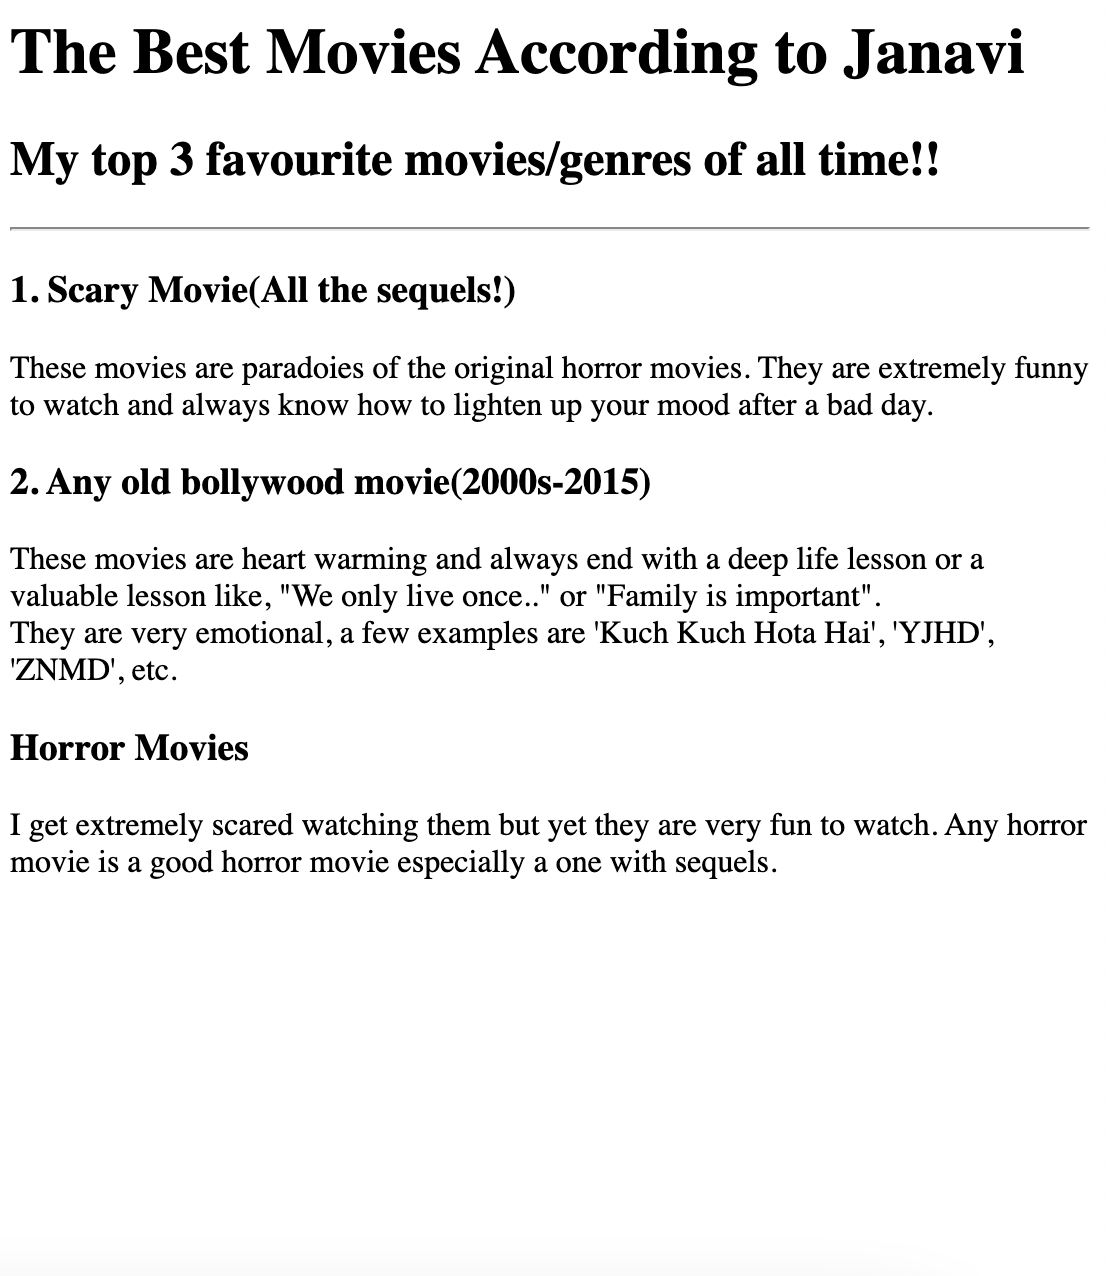 The Best Movies According to Janavi
My top 3 favourite movies/genres of all time!!
1. Scary Movie(All the sequels!)
These movies are paradoies of the original horror movies. They are extremely funny
to watch and always know how to lighten up your mood after a bad day.
2. Any old bollywood movie(2000s-2015)
These movies are heart warming and always end with a deep life lesson or a
valuable lesson like, "We only live once.." or "Family is important".
They are very emotional, a few examples are 'Kuch Kuch Hota Hai', 'YJHD',
'ZNMD', etc.
Horror Movies
I get extremely scared watching them but yet they are very fun to watch. Any horror
movie is a good horror movie especially a one with sequels.